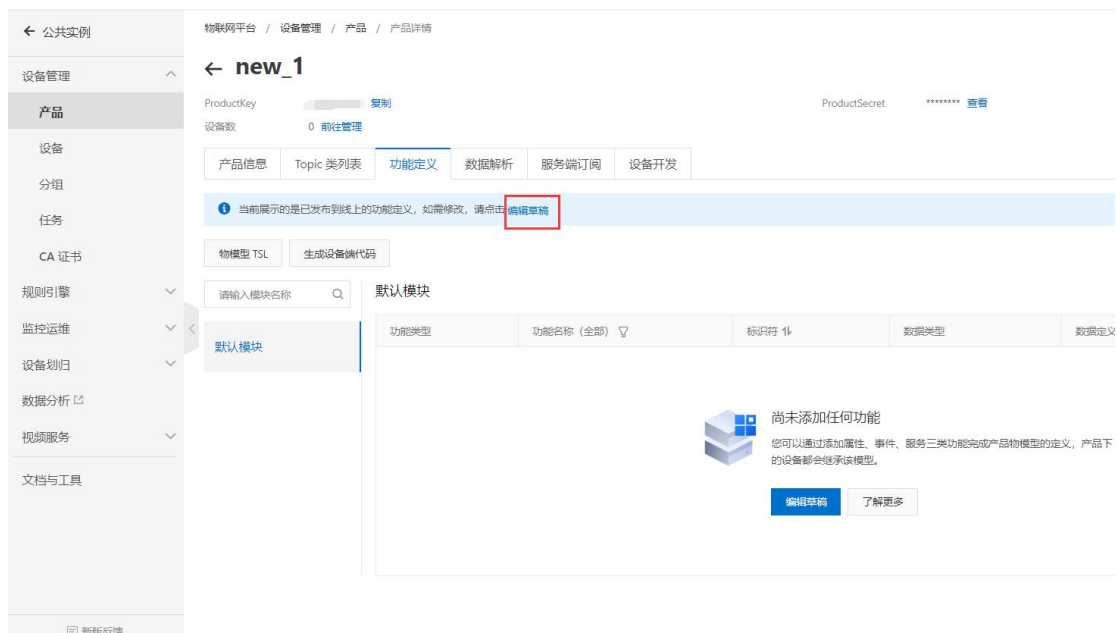 公共实例
设备管理
产品
设备
分组
任务
CA 证书
规则引擎
监控运维
设备划归
数据分析
视频服务
文档与工具
新版反馈
物联网平台 / 设备管理 / 产品 / 产品详情
← new_1
ProductKey 复制
ProductSecret ******** 查看
设备数 0 前往管理
产品信息 Topic 类列表 功能定义 数据解析 服务端订阅 设备开发
当前展示的是已发布到线上的功能定义，如需修改，请点击 编辑草稿
物模型 TSL 生成设备端代码
请输入模块名称
默认模块
默认模块
功能类型 功能名称（全部） 标识符 数据类型 数据定义
尚未添加任何功能
您可以通过添加属性、事件、服务三类功能完成产品物模型的定义，产品下
的设备都会继承该模型。
编辑草稿 了解更多